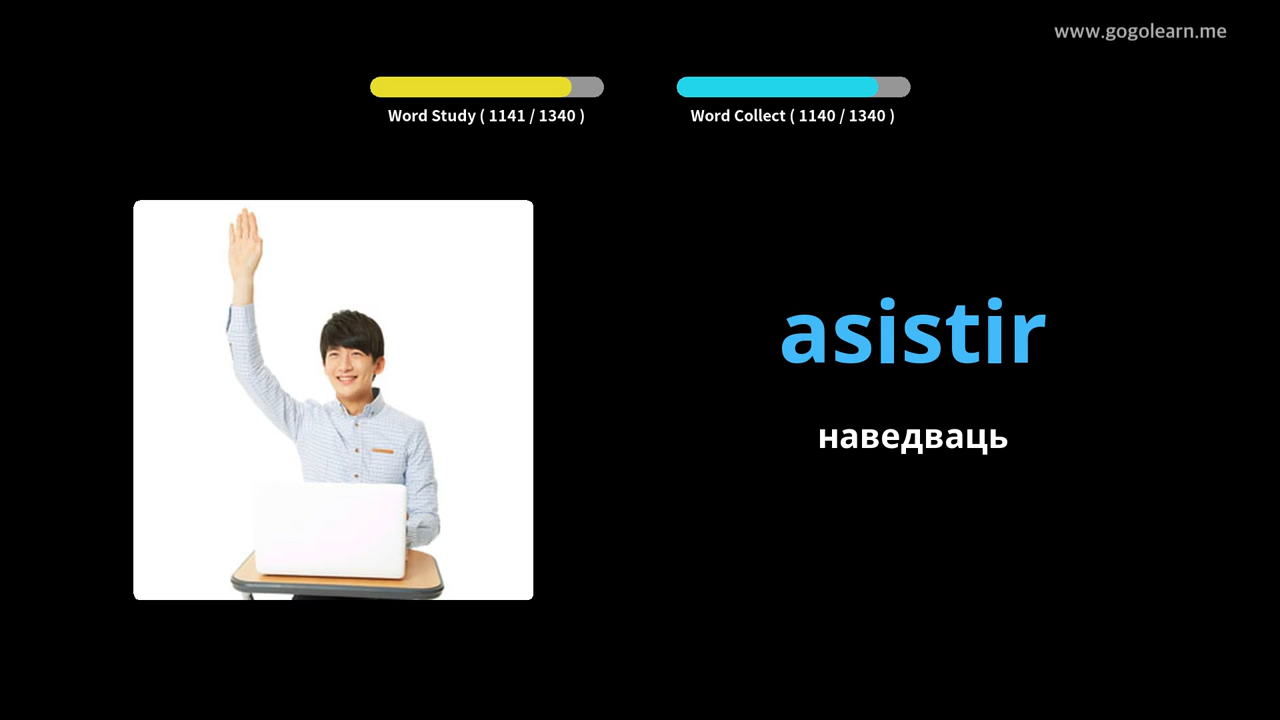 www.gogolearn.me
Word Study ( 1141 / 1340 )
Word Collect ( 1140 / 1340 )
asistir
наведваць